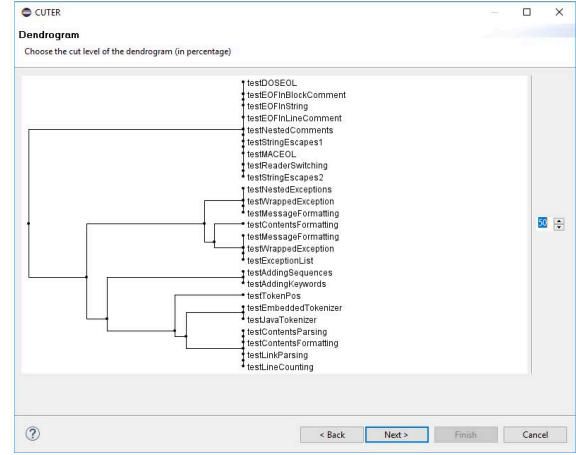 CUTER
Dendrogram
Choose the cut level of the dendrogram (in percentage)
testDOSEOL
testEOFInBlockComment
testEOFInString
testEOFInLineComment
testNestedComments
testStringEscapes1
testMACEOL
testReaderSwitching
testStringEscapes2
testNestedExceptions
testWrappedException
testMessageFormatting
testContentsFormatting
testMessageFormatting
testWrappedException
testExceptionList
testAddingSequences
testAddingKeywords
testTokenPos
testEmbeddedTokenizer
testJavaTokenizer
testContentsParsing
testContentsFormatting
testLinkParsing
testLineCounting
50
?
< Back
Next >
Finish
Cancel